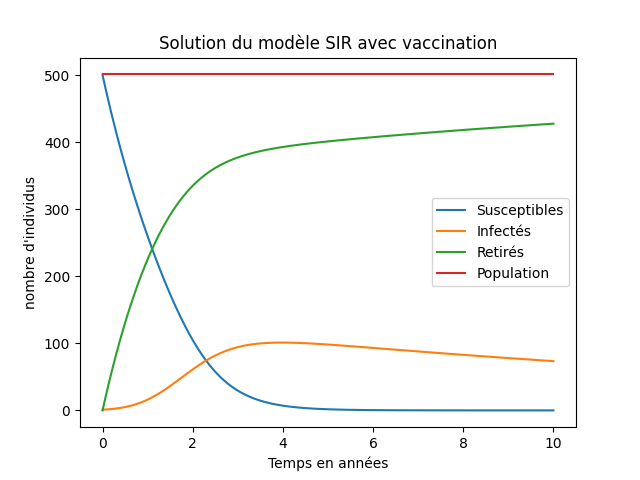 Solution du modèle SIR avec vaccination
nombre d'individus
500
400
300
200
100
0
Susceptibles
Infectés
Retirés
Population
0 2 4 6 8 10
Temps en années